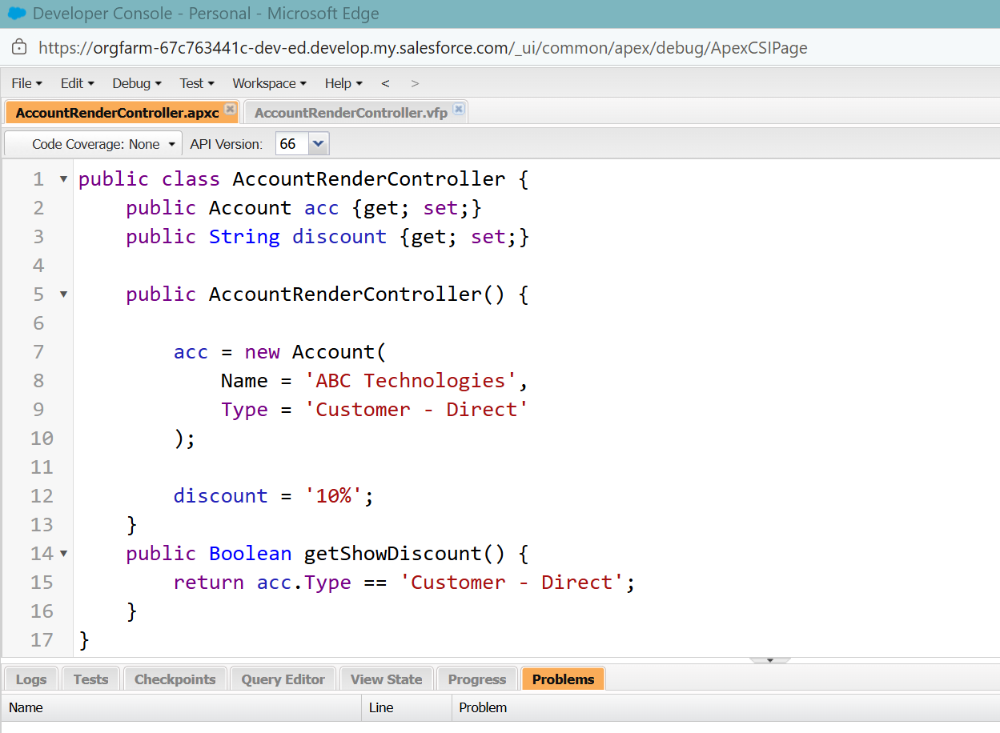 Developer Console - Personal - Microsoft Edge
https://orgfarm-67c763441c-dev-ed.develop.my.salesforce.com/_ui/common/apex/debug/ApexCSIPage
File Edit Debug Test Workspace Help < >
AccountRenderController.apxc AccountRenderController.vfp
Code Coverage: None API Version: 66
1 public class AccountRenderController {
2     public Account acc {get; set;}
3     public String discount {get; set;}
4
5     public AccountRenderController() {
6
7         acc = new Account(
8             Name = 'ABC Technologies',
9             Type = 'Customer - Direct'
10         );
11
12         discount = '10%';
13     }
14     public Boolean getShowDiscount() {
15         return acc.Type == 'Customer - Direct';
16     }
17 }
Logs Tests Checkpoints Query Editor View State Progress Problems
Name Line Problem